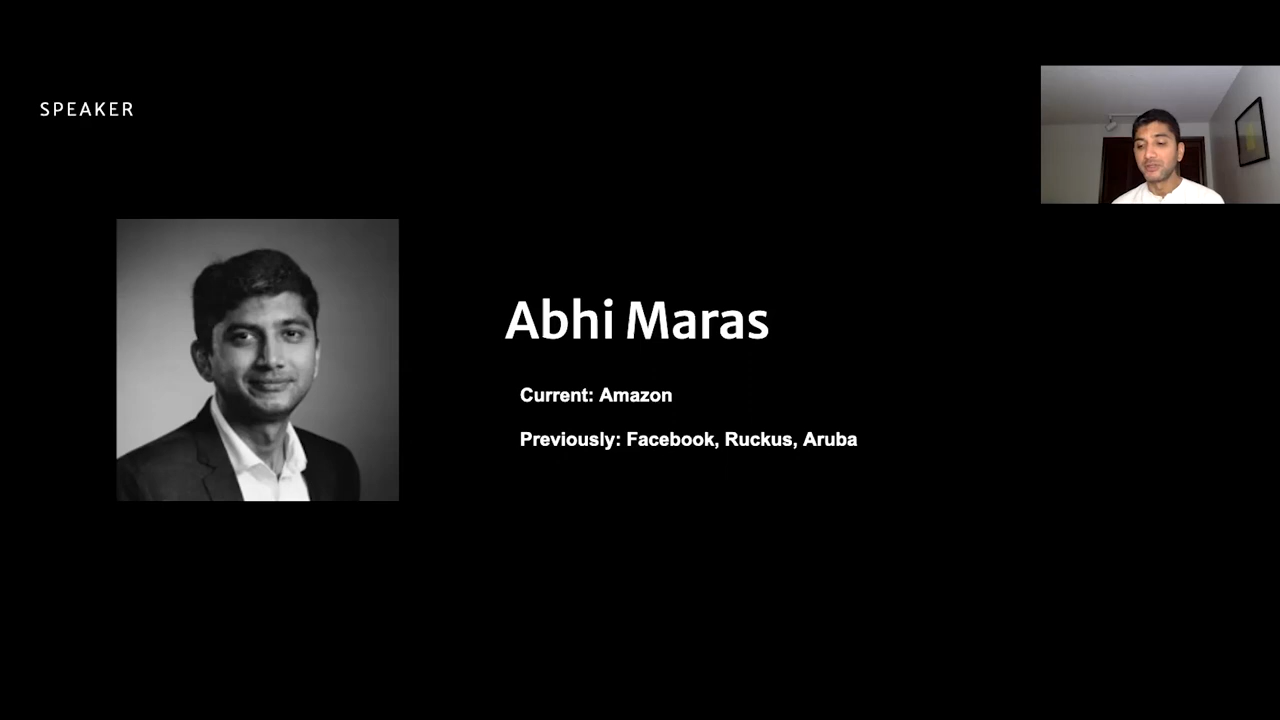 SPEAKER
Abhi Maras
Current: Amazon
Previously: Facebook, Ruckus, Aruba